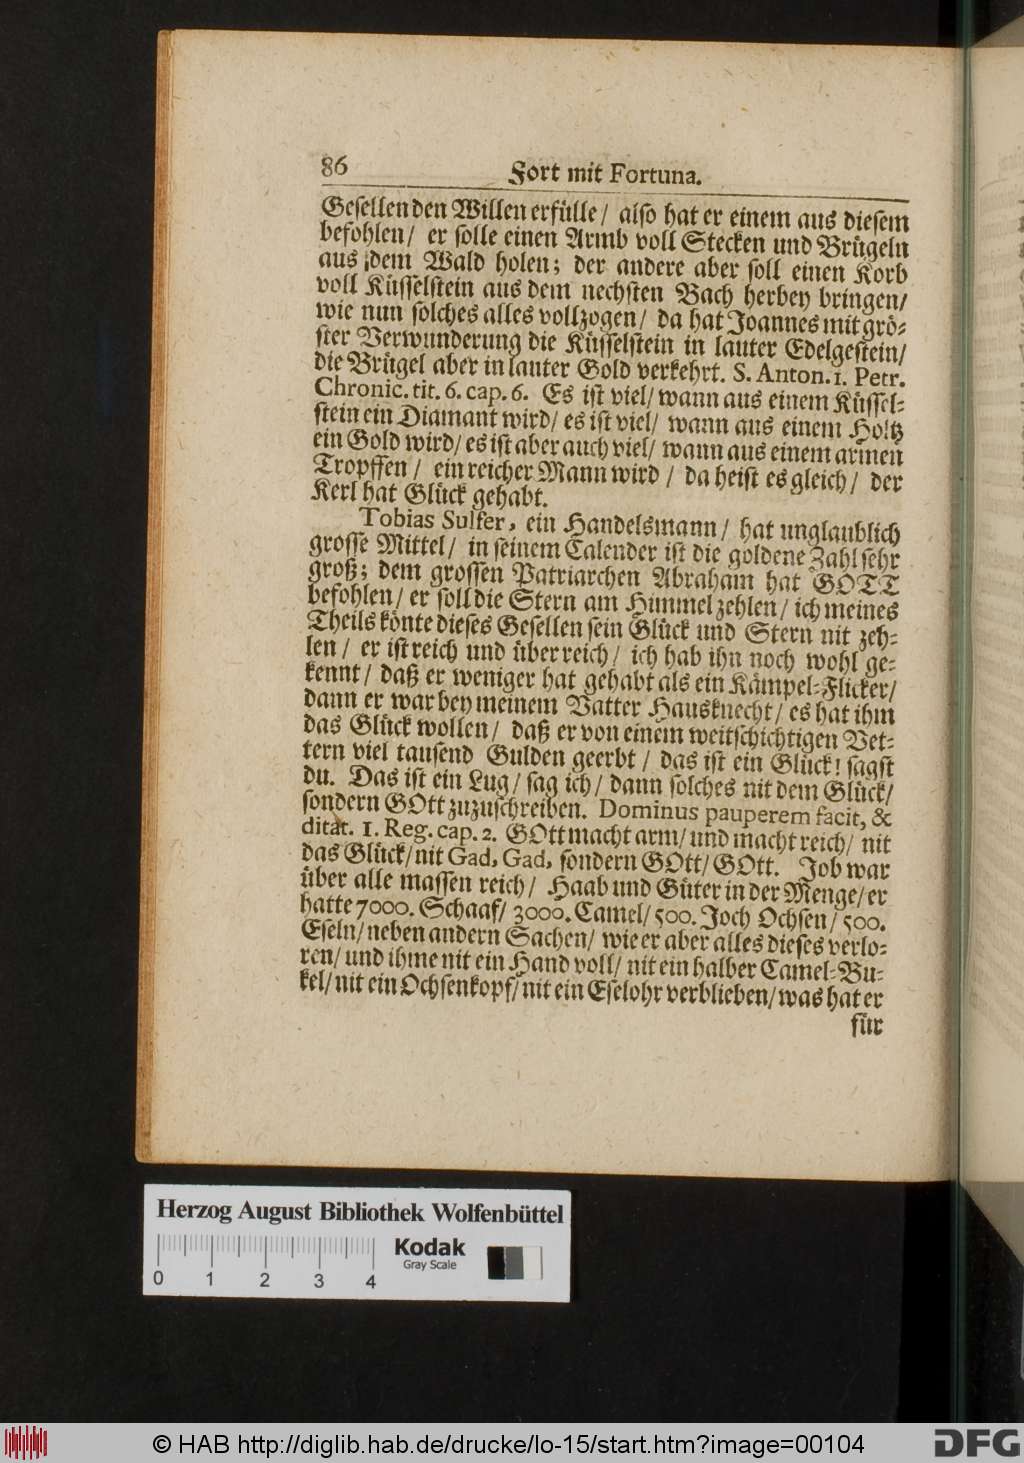 86 Fort mit Fortuna.
Gesellen den Willen erfülle / also hat er einem aus diesem
befohlen / er solle einen Armb voll Stecken und Brügeln
aus dem Wald holen; der andere aber soll einen Korb
voll Küsselstein aus dem nechsten Bach herbey bringen/
wie nun solches alles vollzogen / da hat Joannes mit grö-
ster Verwunderung die Küsselstein in lauter Edelgestein/
die Brügel aber in lauter Gold verkehrt. S. Anton. 1. Petr.
Chronic. tit. 6. cap. 6. Es ist viel/ wann aus einem Küssel-
stein ein Diamant wird/ es ist viel/ wann aus einem Holtz
ein Gold wird/ es ist aber auch viel/ wann aus einem armen
Tropffen / ein reicher Mann wird / da heist es gleich / der
Kerl hat Glück gehabt.
Tobias Sulker, ein Handelsmann / hat unglaublich
grosse Mittel / in seinem Calender ist die goldene Zahl sehr
groß; dem grossen Patriarchen Abraham hat GOTT
befohlen / er soll die Stern am Himmel zehlen / ich meines
Theils könte dieses Gesellen sein Glück und Stern nit zeh-
len / er ist reich und überreich / ich hab ihn noch wohl ge-
kennt / daß er weniger hat gehabt als ein Kämpel-Flicker/
dann er war bey meinem Vatter Hausknecht / es hat ihm
das Glück wollen / daß er von einem weitschichtigen Vet-
tern viel tausend Gulden geerbt / das ist ein Glück! sagst
du. Das ist ein Lug / sag ich / dann solches nit dem Glück/
sondern GOtt zuzuschreiben. Dominus pauperem facit, &
ditat. 1. Reg. cap. 2. GOtt macht arm/ und macht reich/ nit
das Glück/ nit Gad, Gad, sondern GOtt/ GOtt. Job war
über alle massen reich / Haab und Güter in der Menge/ er
hatte 7000. Schaaf/ 3000. Camel/ 500. Joch Ochsen/ 500.
Eseln/ neben andern Sachen/ wie er aber alles dieses verlo-
ren/ und ihme nit ein Hand voll/ nit ein halber Camel-Bu-
kel/ nit ein Ochsenkopf/ nit ein Eselohr verblieben/ was hat er
für
Herzog August Bibliothek Wolfenbüttel
Kodak
Gray Scale
0 1 2 3 4
© HAB http://diglib.hab.de/drucke/lo-15/start.htm?image=00104
DFG